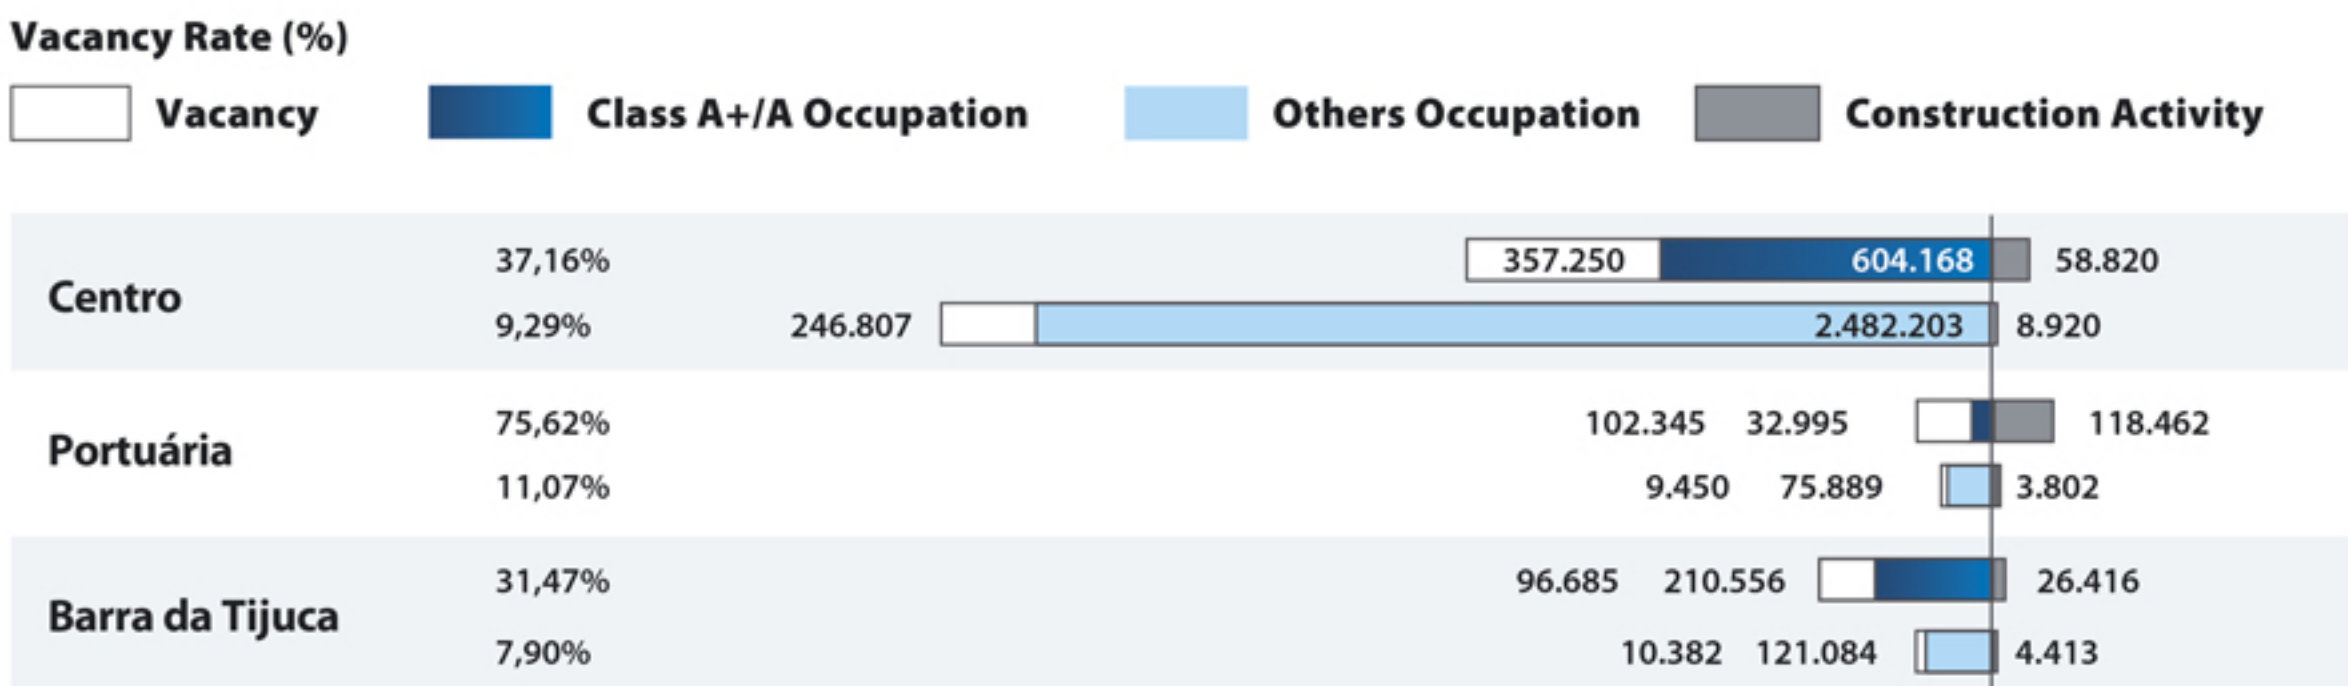 Vacancy Rate (%)
Vacancy Class A+/A Occupation Others Occupation Construction Activity
Centro
37,16% 357.250 604.168 58.820
9,29% 246.807 2.482.203 8.920
Portuária
75,62% 102.345 32.995 118.462
11,07% 9.450 75.889 3.802
Barra da Tijuca
31,47% 96.685 210.556 26.416
7,90% 10.382 121.084 4.413